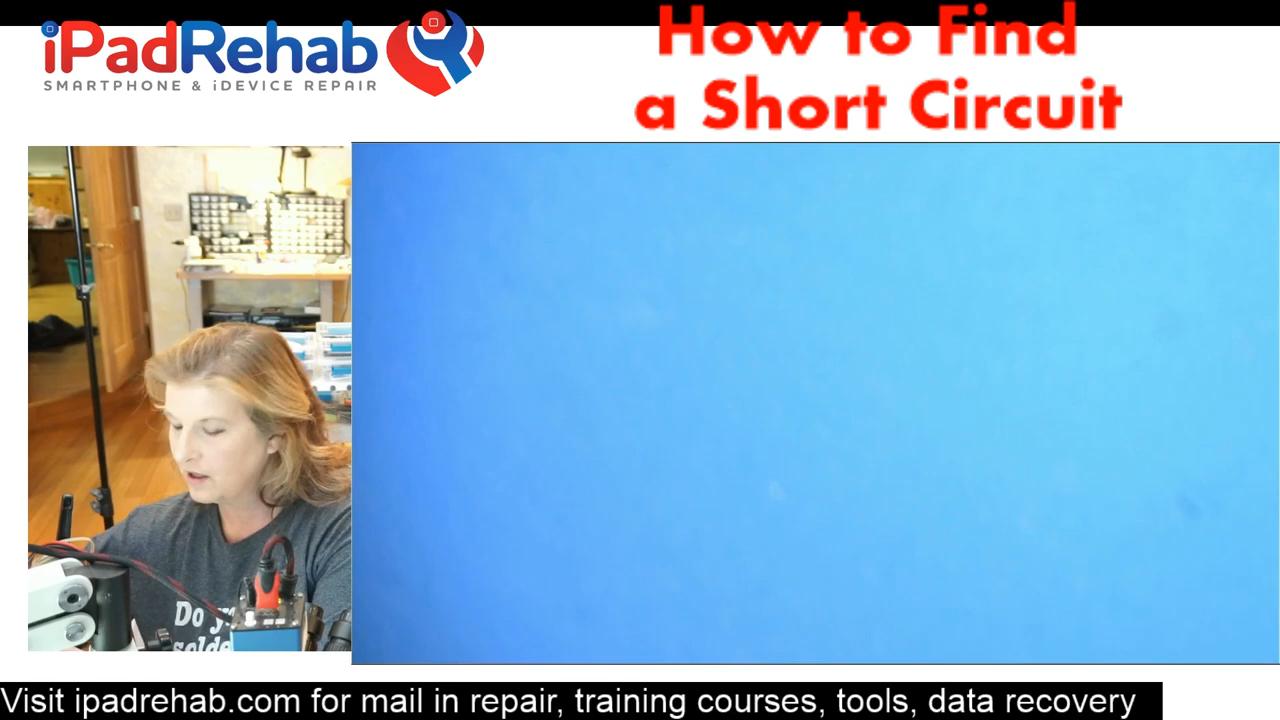 iPadRehab
SMARTPHONE & iDEVICE REPAIR
How to Find
a Short Circuit
Do
Visit ipadrehab.com for mail in repair, training courses, tools, data recovery